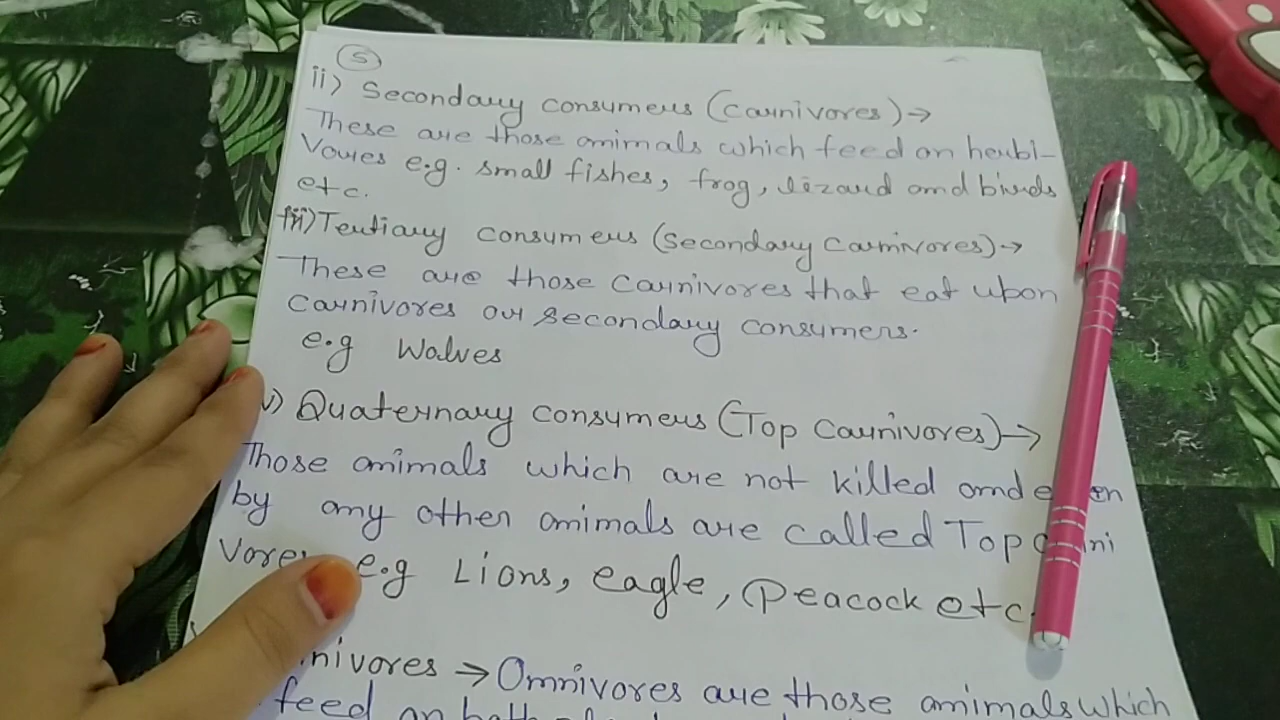 5
ii) Secondary consumers (Carnivores) →
These are those animals which feed on herbi-
Vores e.g. small fishes, frog, lizard and birds
etc.
iii) Tertiary consumers (Secondary Carnivores) →
These are those Carnivores that eat upon
Carnivores or secondary consumers.
e.g Wolves
v) Quaternary consumers (Top Carnivores) →
Those animals which are not killed and
by any other animals are called Top
Vores e.g Lions, eagle, Peacock etc.
nivores → Omnivores are those animals which
feed on both